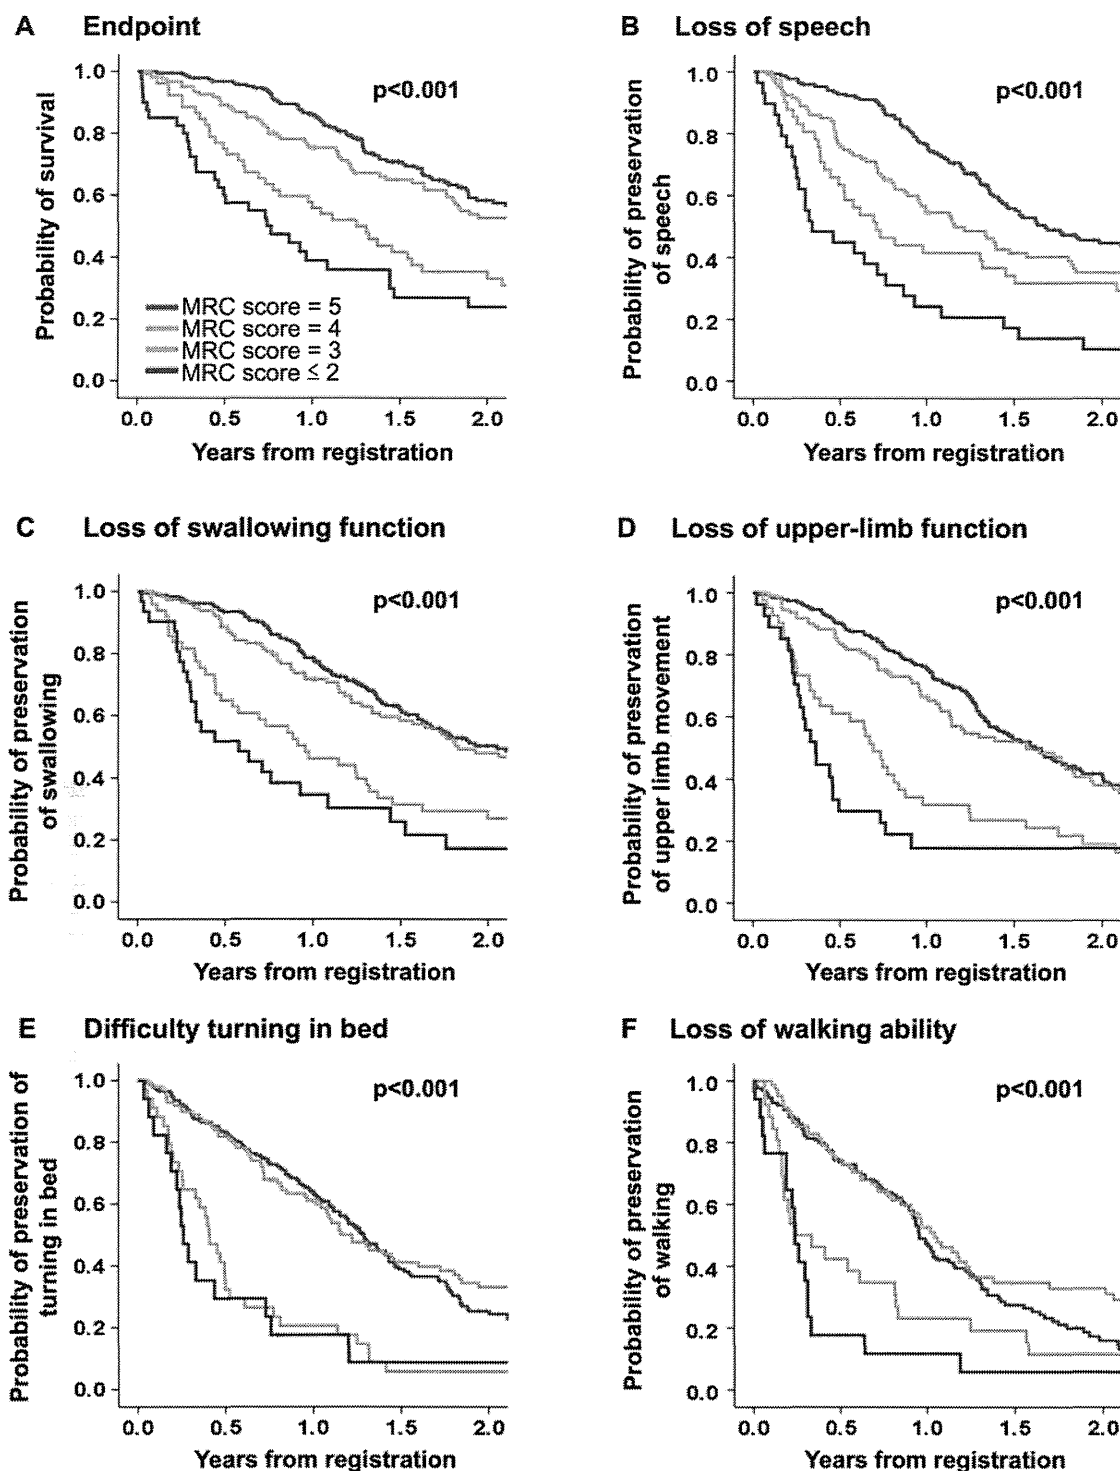 A Endpoint
Probability of survival
1.0
0.8
0.6
0.4
0.2
0.0
p<0.001
MRC score = 5
MRC score = 4
MRC score = 3
MRC score ≤ 2
0.0 0.5 1.0 1.5 2.0
Years from registration
B Loss of speech
Probability of preservation
of speech
1.0
0.8
0.6
0.4
0.2
0.0
p<0.001
0.0 0.5 1.0 1.5 2.0
Years from registration
C Loss of swallowing function
Probability of preservation
of swallowing
1.0
0.8
0.6
0.4
0.2
0.0
p<0.001
0.0 0.5 1.0 1.5 2.0
Years from registration
D Loss of upper-limb function
Probability of preservation
of upper limb movement
1.0
0.8
0.6
0.4
0.2
0.0
p<0.001
0.0 0.5 1.0 1.5 2.0
Years from registration
E Difficulty turning in bed
Probability of preservation of
turning in bed
1.0
0.8
0.6
0.4
0.2
0.0
p<0.001
0.0 0.5 1.0 1.5 2.0
Years from registration
F Loss of walking ability
Probability of preservation
of walking
1.0
0.8
0.6
0.4
0.2
0.0
p<0.001
0.0 0.5 1.0 1.5 2.0
Years from registration